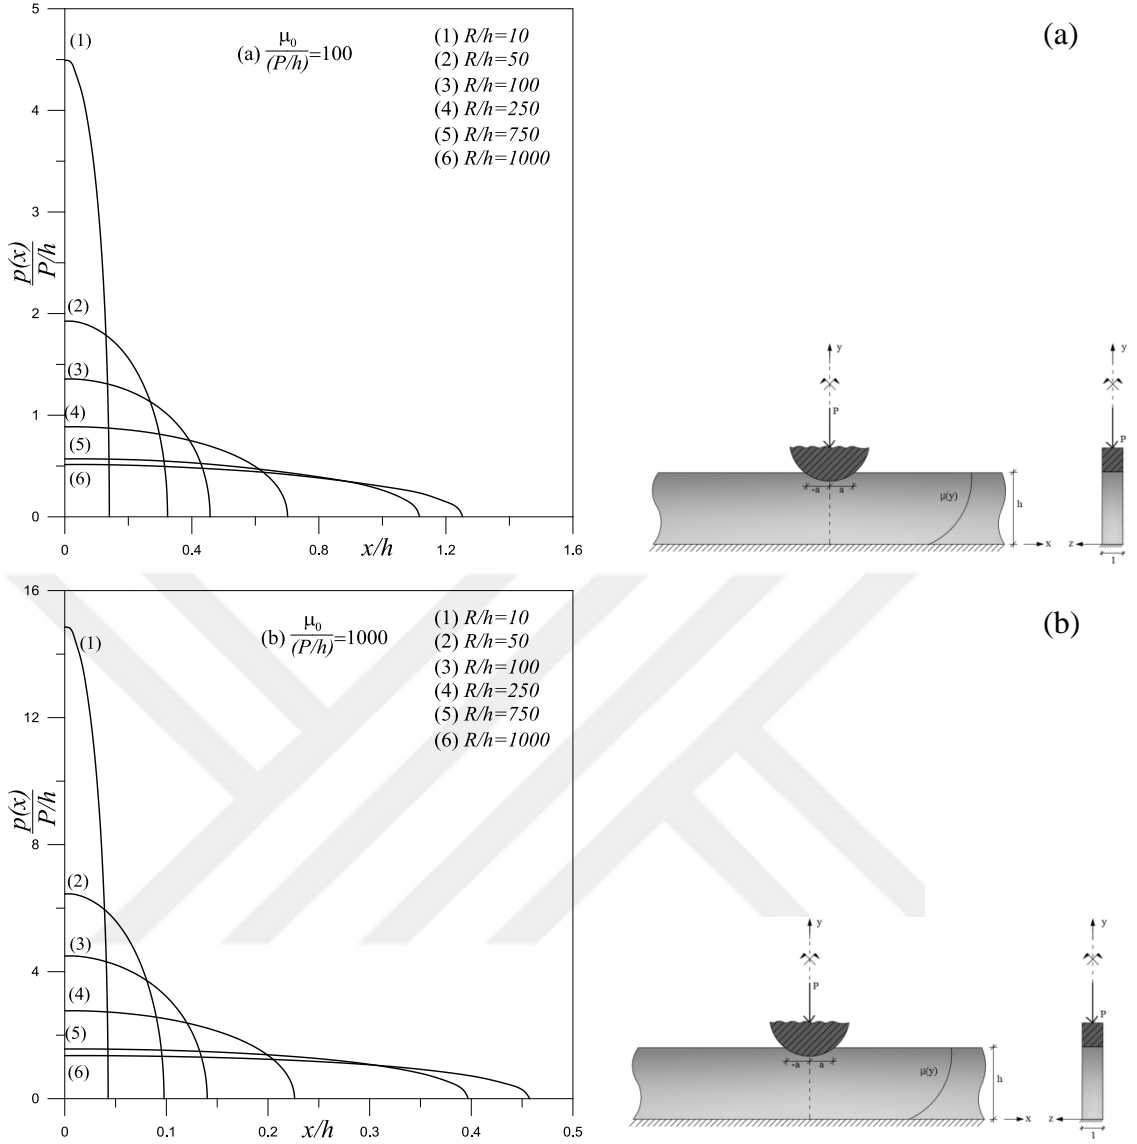 (a)
(a) μ₀/(P/h)=100
(1) R/h=10
(2) R/h=50
(3) R/h=100
(4) R/h=250
(5) R/h=750
(6) R/h=1000
5
4
3
2
1
0
p(x)/P/h
(1)
(2)
(3)
(4)
(5)
(6)
0
0.4
0.8
1.2
1.6
x/h
y
P
-a
a
μ(y)
h
x
y
P
z
1
(b)
(b) μ₀/(P/h)=1000
(1) R/h=10
(2) R/h=50
(3) R/h=100
(4) R/h=250
(5) R/h=750
(6) R/h=1000
16
12
8
4
0
p(x)/P/h
(1)
(2)
(3)
(4)
(5)
(6)
0
0.1
0.2
0.3
0.4
0.5
x/h
y
P
-a
a
μ(y)
h
x
y
P
z
1